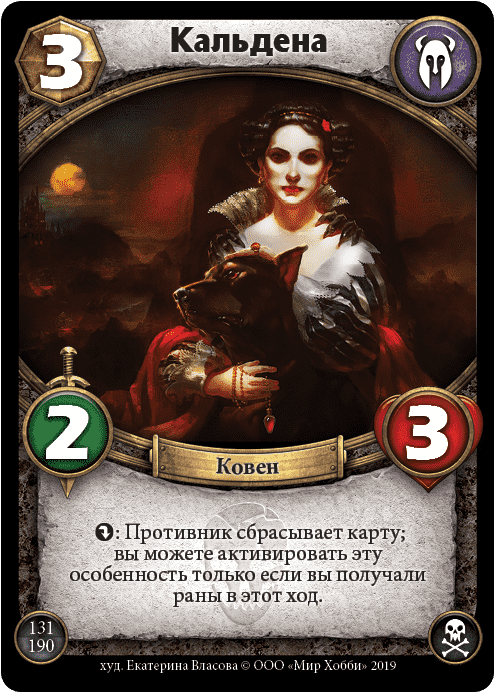 3
Кальдена
2
3
Ковен
: Противник сбрасывает карту;
вы можете активировать эту
особенность только если вы получали
раны в этот ход.
131
190
худ. Екатерина Власова © ООО «Мир Хобби» 2019